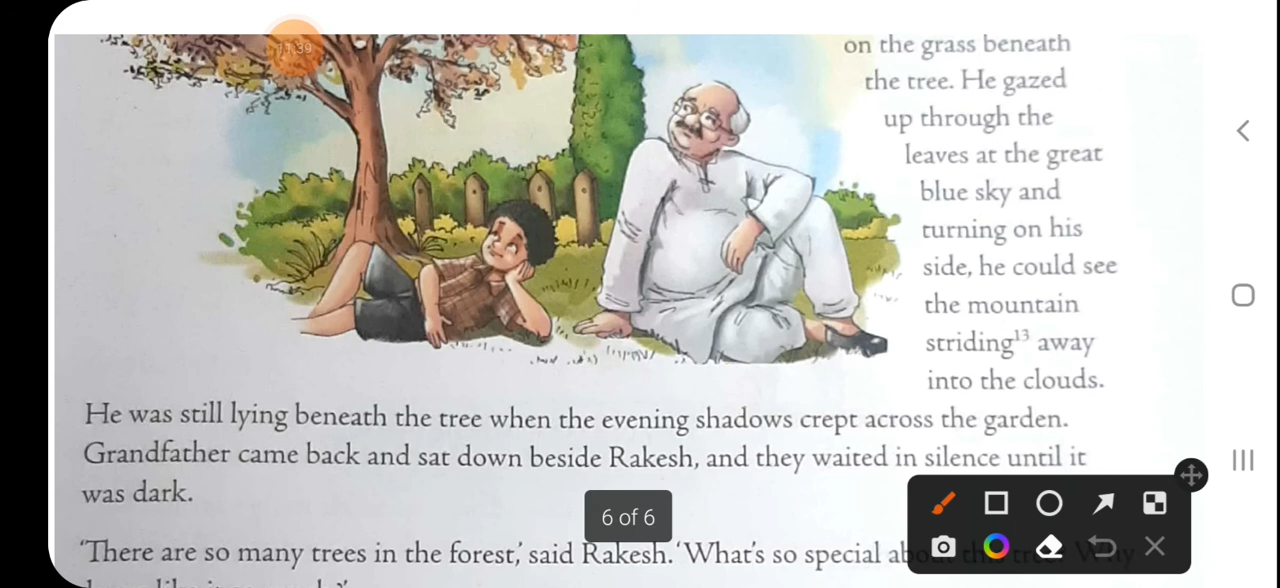 11:39
on the grass beneath
the tree. He gazed
up through the
leaves at the great
blue sky and
turning on his
side, he could see
the mountain
striding¹³ away
into the clouds.
He was still lying beneath the tree when the evening shadows crept across the garden.
Grandfather came back and sat down beside Rakesh, and they waited in silence until it
was dark.
6 of 6
'There are so many trees in the forest,' said Rakesh. 'What's so special about this tree? Why